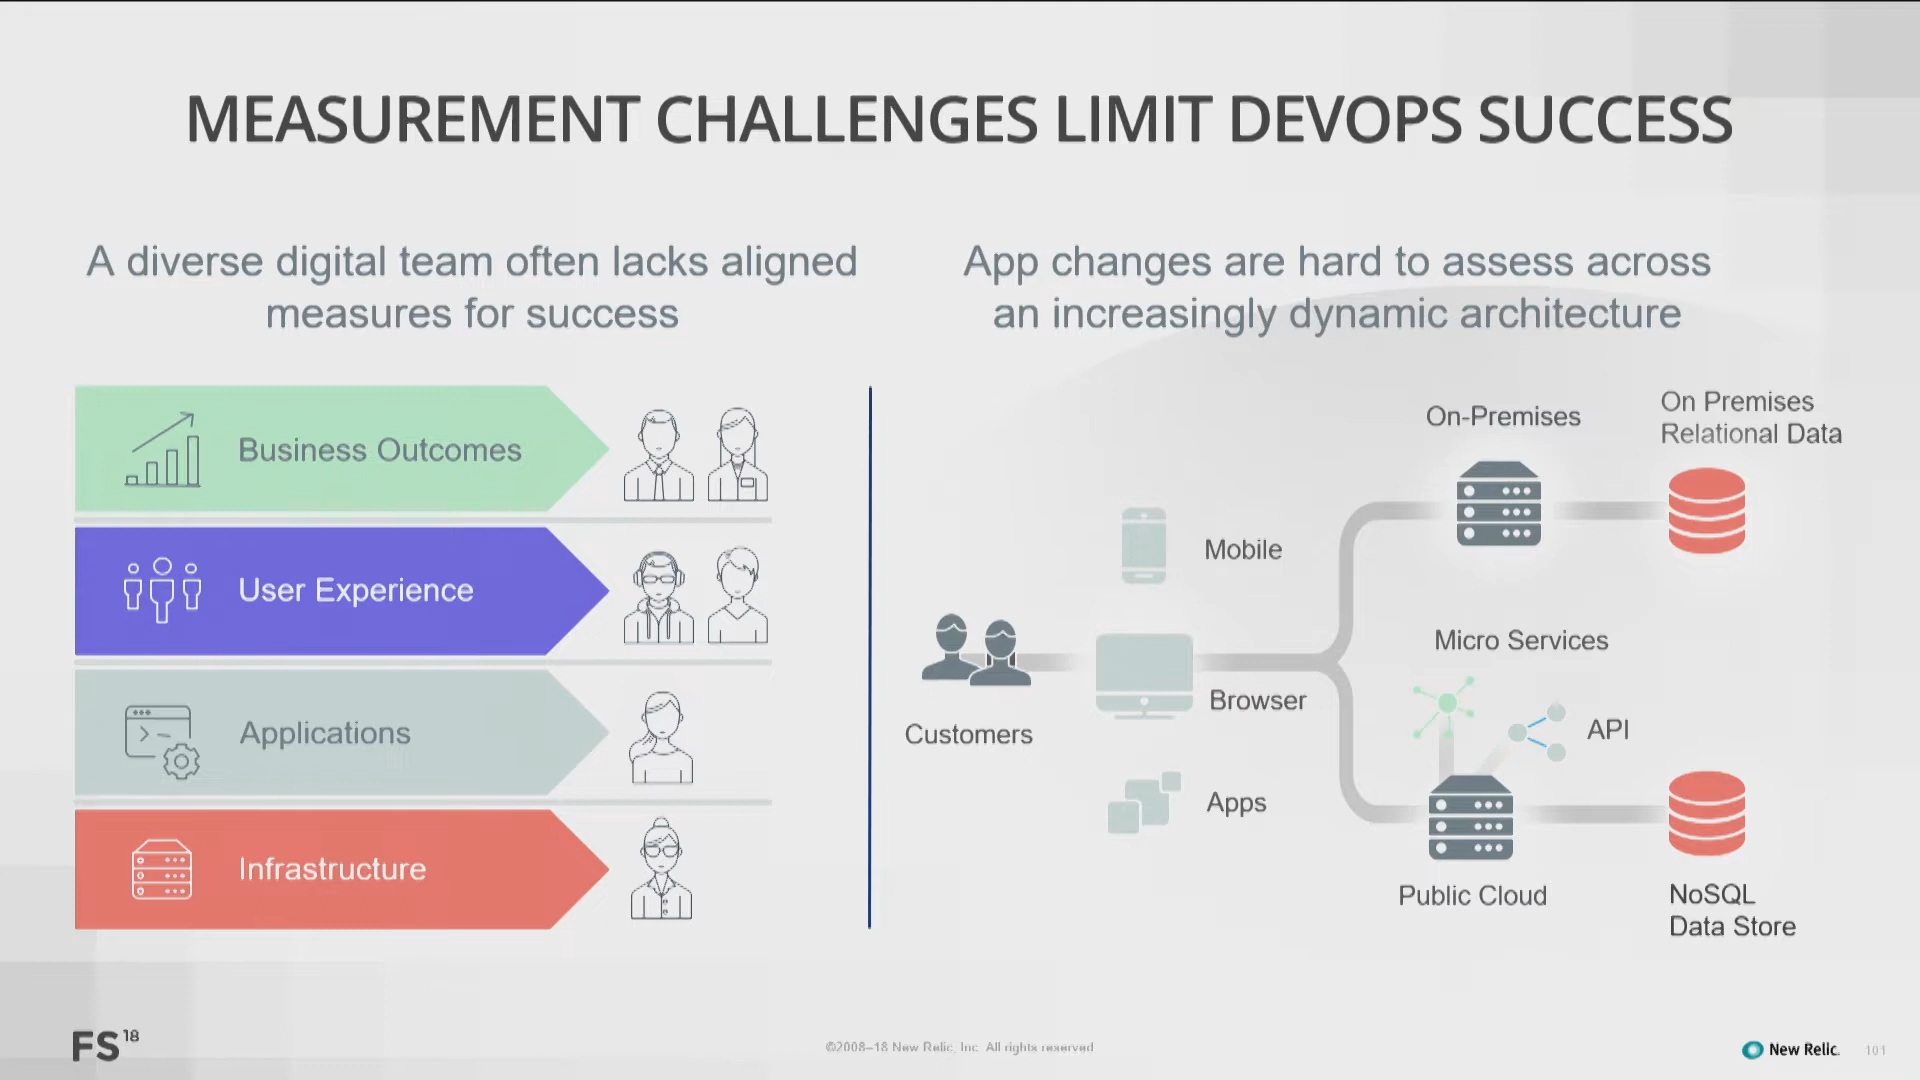 MEASUREMENT CHALLENGES LIMIT DEVOPS SUCCESS
A diverse digital team often lacks aligned
measures for success
Business Outcomes
User Experience
Applications
Infrastructure
App changes are hard to assess across
an increasingly dynamic architecture
On-Premises
On Premises
Relational Data
Mobile
Micro Services
Browser
Customers
API
Apps
Public Cloud
NoSQL
Data Store
FS18
©2008–18 New Relic, Inc. All rights reserved
New Relic.
101